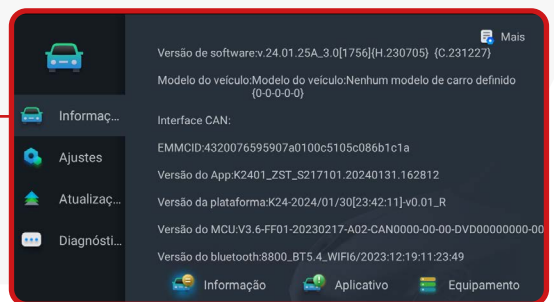 Mais
Versão de software:v.24.01.25A_3.0[1756]{H.230705} {C.231227}
Modelo do veículo:Modelo do veículo:Nenhum modelo de carro definido
{0-0-0-0-0}
Informaç...
Interface CAN:
EMMCID:4320076595907a0100c5105c086b1c1a
Ajustes
Versão do App:K2401_ZST_S217101.20240131.162812
Atualizaç...
Versão da plataforma:K24-2024/01/30[23:42:11]-v0.01_R
Versão do MCU:V3.6-FF01-20230217-A02-CAN0000-00-00-DVD00000000-00
Diagnósti...
Versão do bluetooth:8800_BT5.4_WIFI6/2023:12:19:11:23:49
Informação
Aplicativo
Equipamento